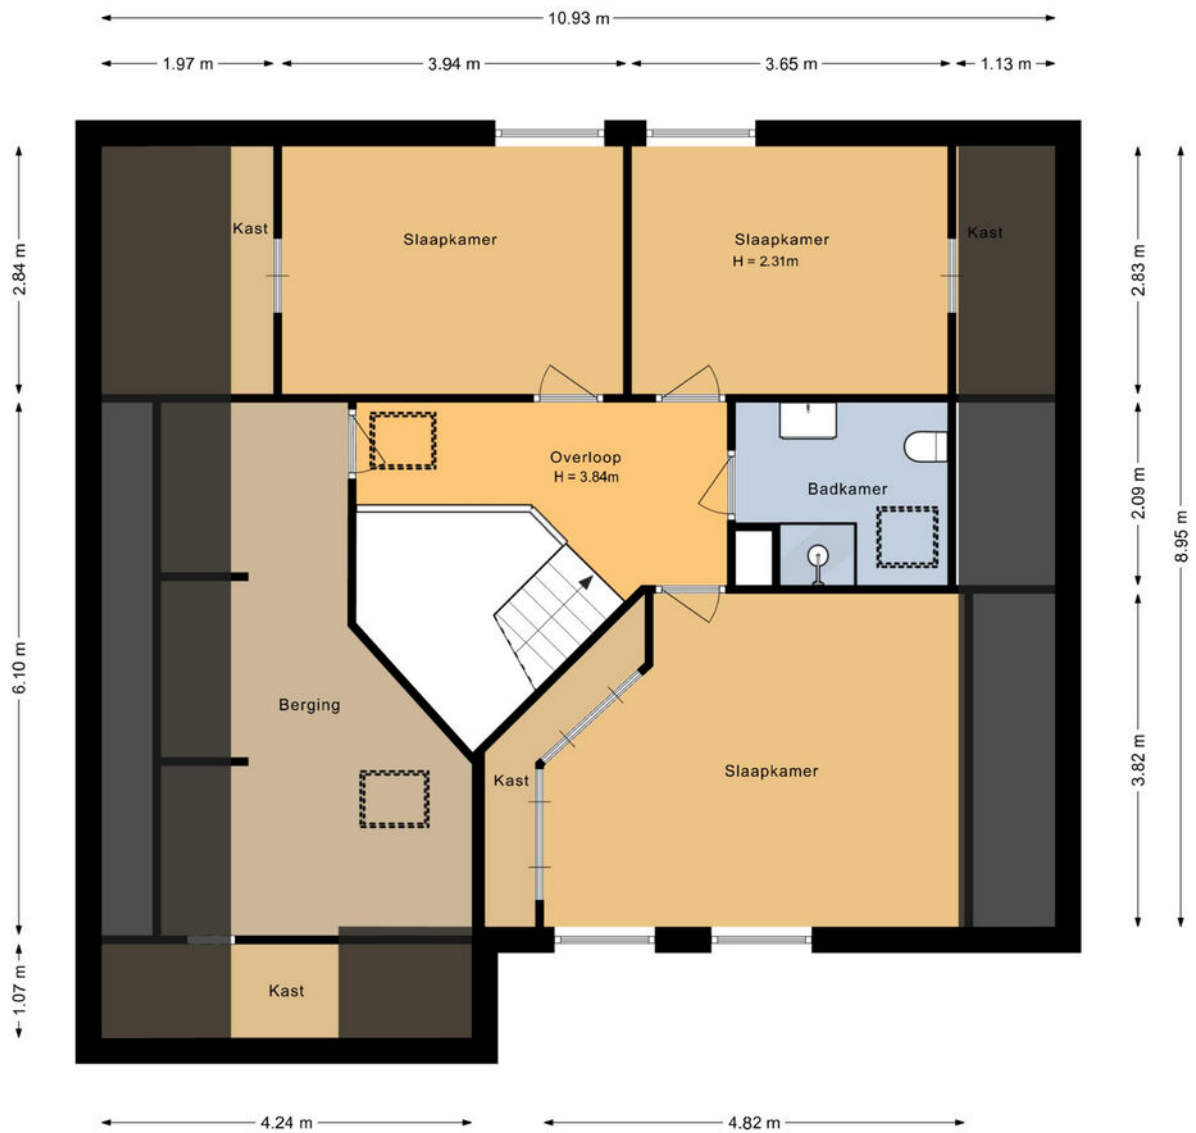 10.93 m
1.97 m
3.94 m
3.65 m
1.13 m
2.84 m
Kast
Slaapkamer
Slaapkamer
H = 2.31m
Kast
2.83 m
8.95 m
6.10 m
Overloop
H = 3.84m
Badkamer
2.09 m
Berging
Kast
Slaapkamer
3.82 m
1.07 m
Kast
4.24 m
4.82 m